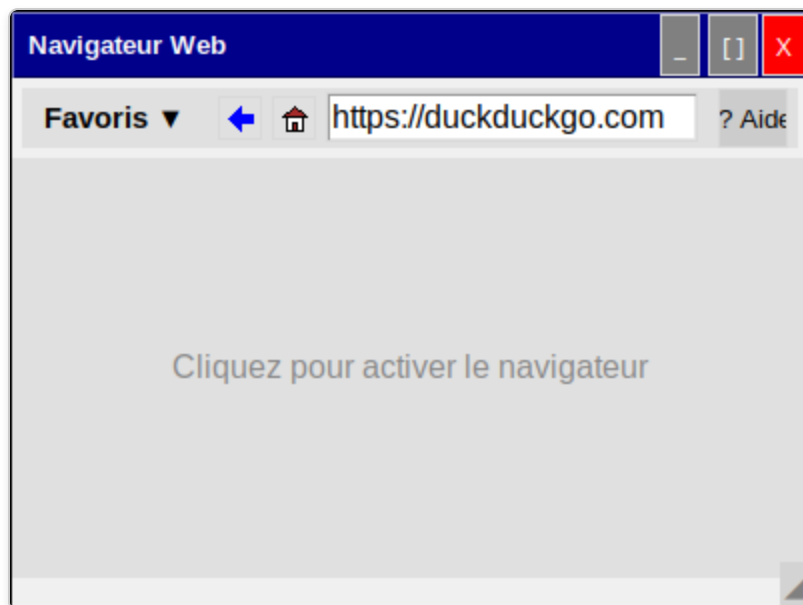 Navigateur Web _ [ ] X
Favoris ▼ https://duckduckgo.com ? Aide
Cliquez pour activer le navigateur